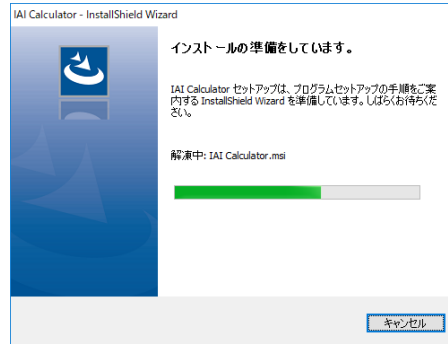 IAI Calculator - InstallShield Wizard
インストールの準備をしています。
IAI Calculator セットアップは、プログラムセットアップの手順をご案
内する InstallShield Wizard を準備しています。しばらくお待ちくだ
さい。
解凍中: IAI Calculator.msi
キャンセル